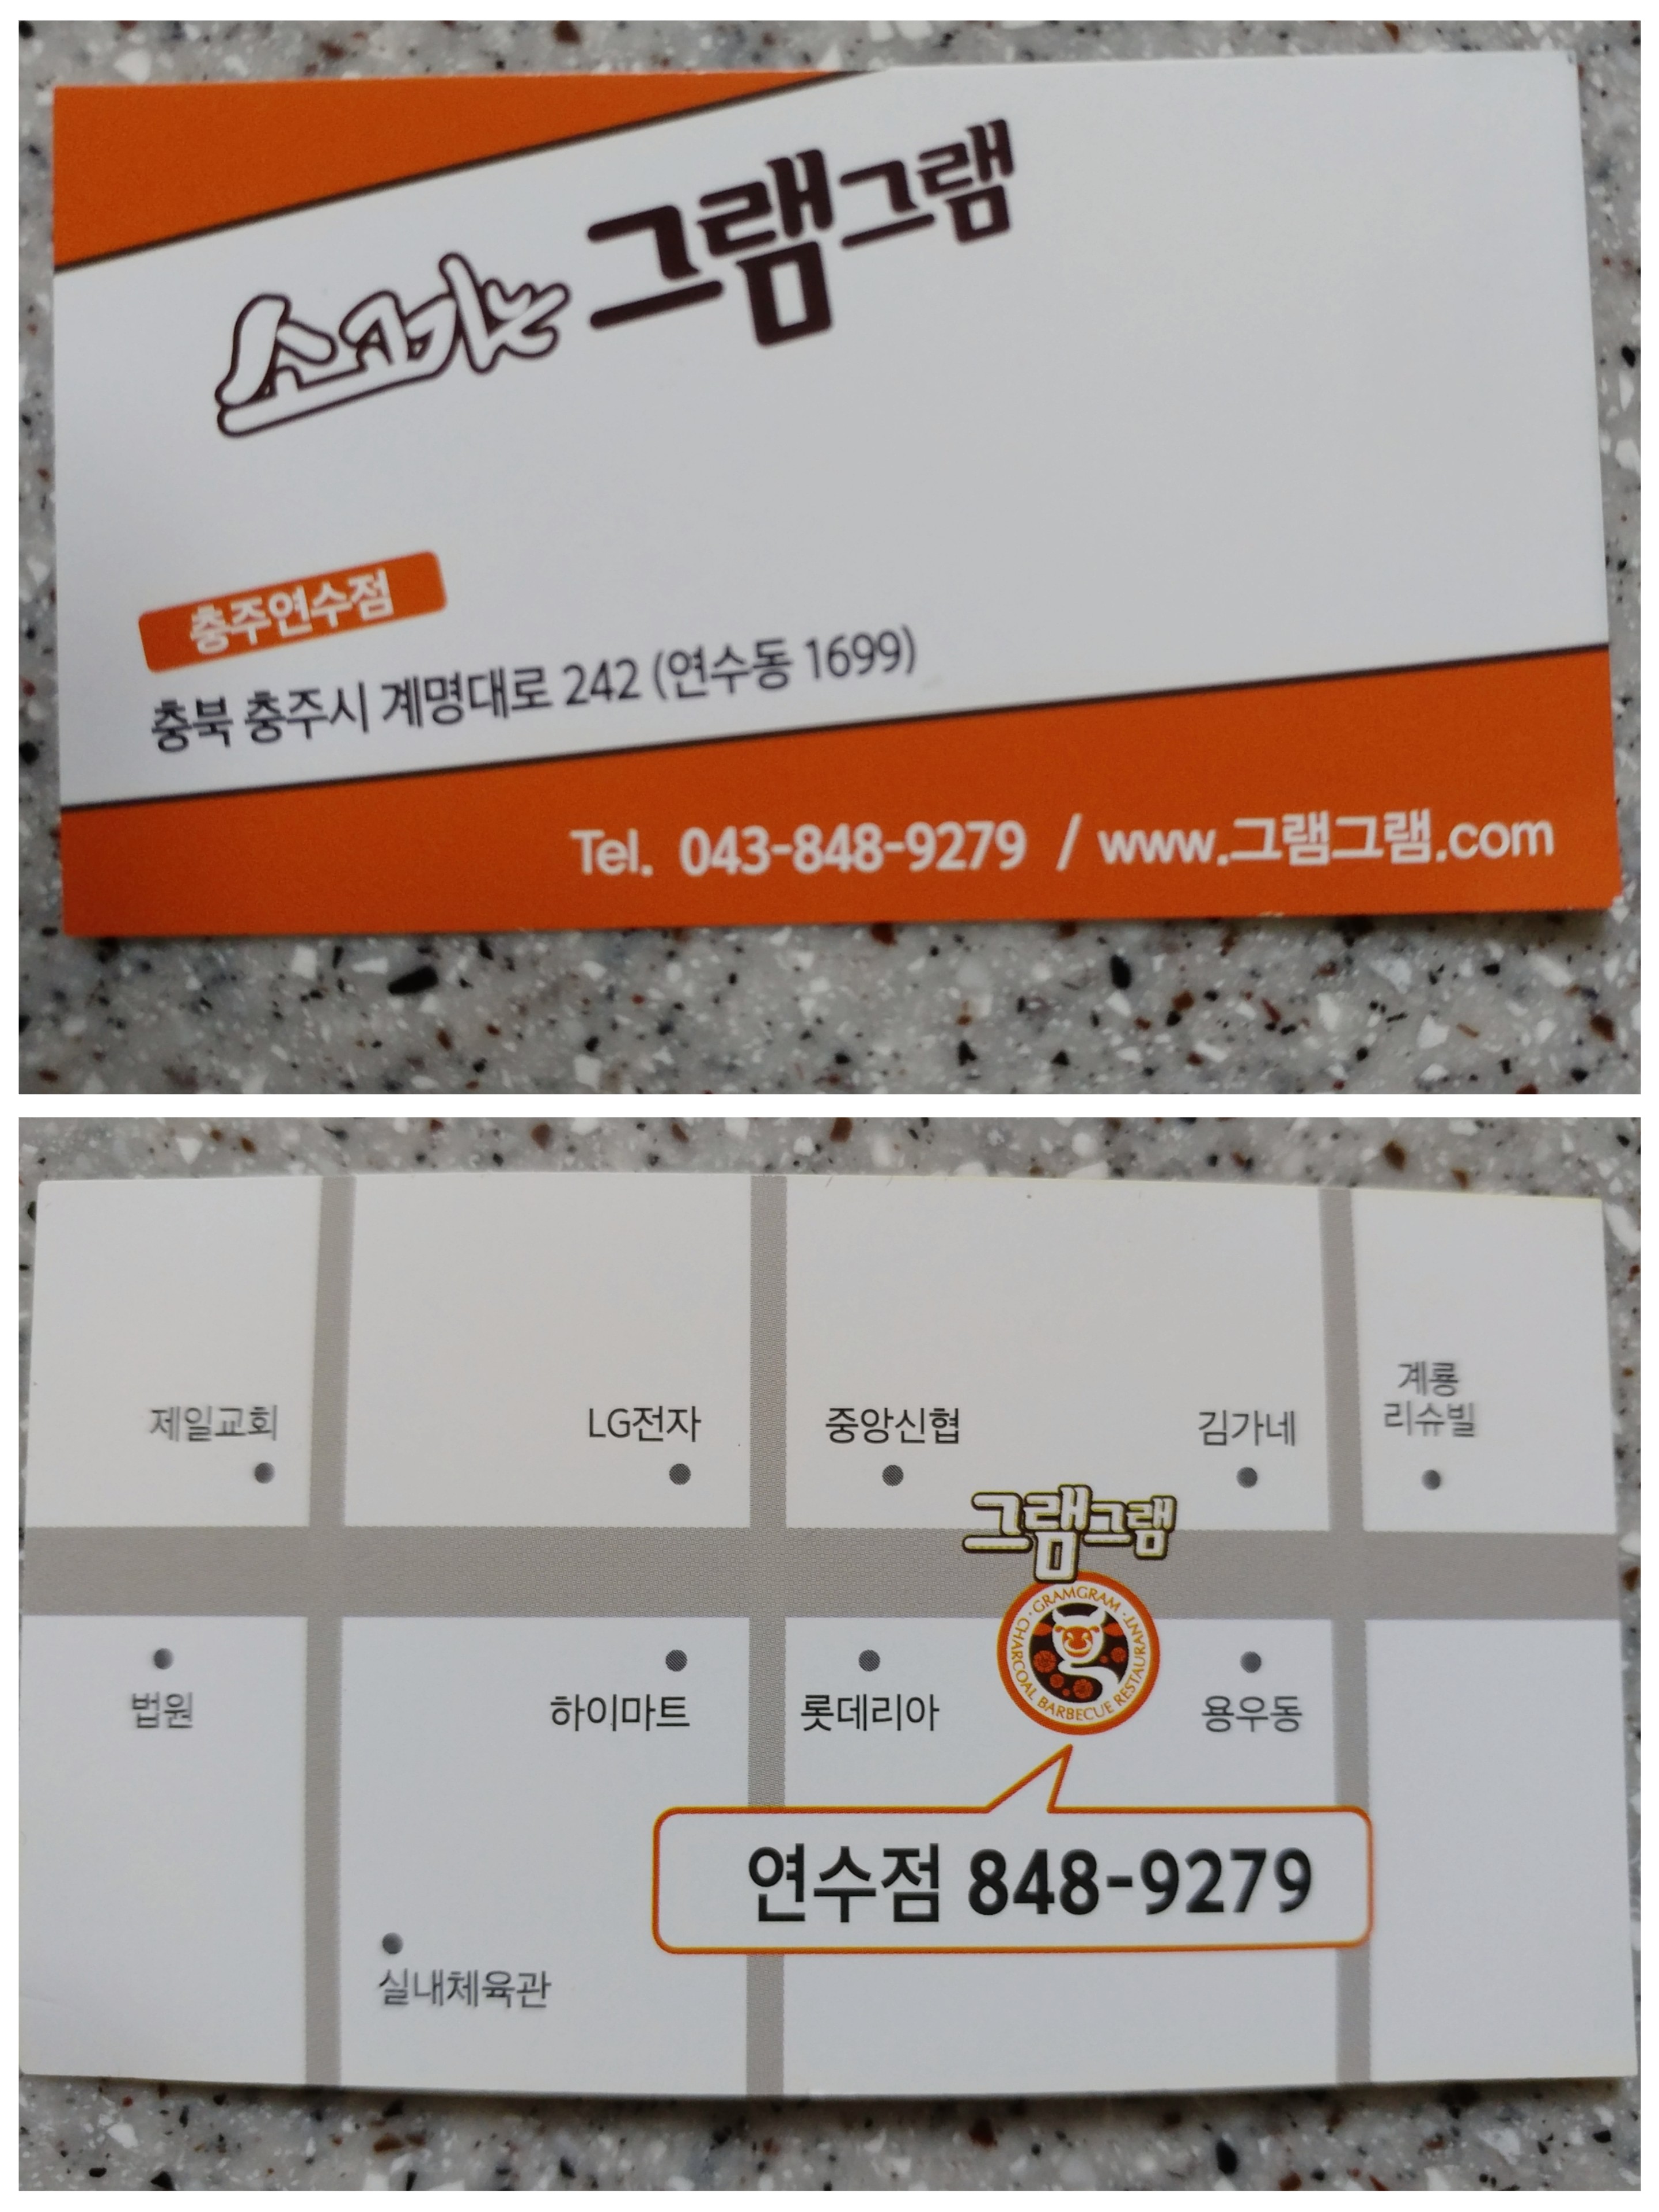 소고기는 그램그램
충주연수점
충북 충주시 계명대로 242 (연수동 1699)
Tel. 043-848-9279 / www.그램그램.com
제일교회
LG전자
중앙신협
김가네
계룡
리슈빌
그램그램
· GRAMGRAM · CHARCOAL BARBECUE RESTAURANT
법원
하이마트
롯데리아
용우동
연수점 848-9279
실내체육관